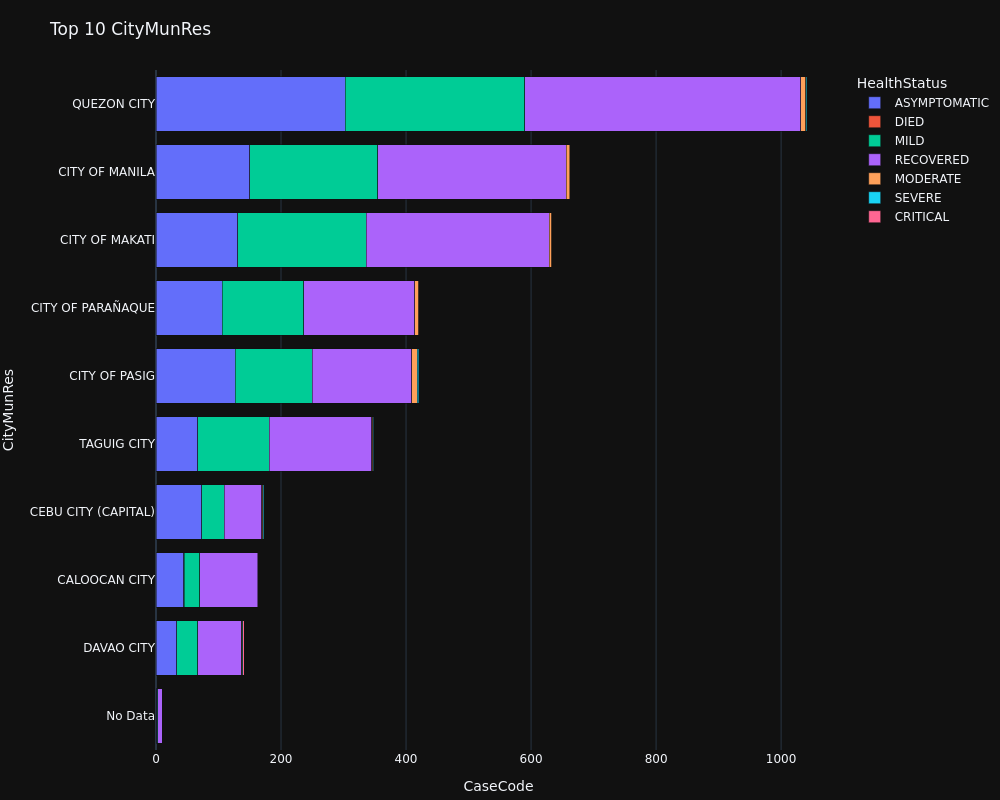 Top 10 CityMunRes
HealthStatus
ASYMPTOMATIC
DIED
MILD
RECOVERED
MODERATE
SEVERE
CRITICAL
CityMunRes
QUEZON CITY
CITY OF MANILA
CITY OF MAKATI
CITY OF PARAÑAQUE
CITY OF PASIG
TAGUIG CITY
CEBU CITY (CAPITAL)
CALOOCAN CITY
DAVAO CITY
No Data
0 200 400 600 800 1000
CaseCode